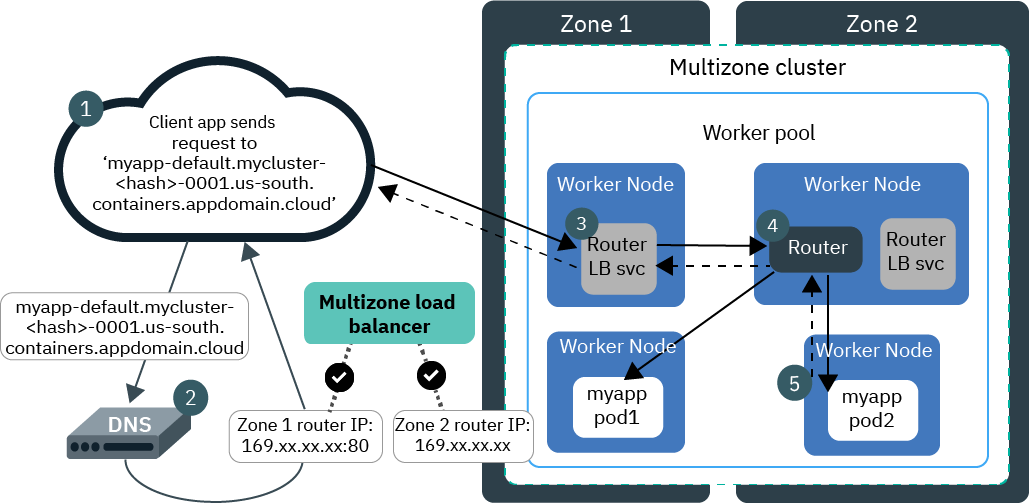 Zone 1
Zone 2
Multizone cluster
Worker pool
1
Client app sends
request to
‘myapp-default.mycluster-
<hash>-0001.us-south.
containers.appdomain.cloud’
Worker Node
3
Router
LB svc
Worker Node
4
Router
Router
LB svc
myapp-default.mycluster-
<hash>-0001.us-south.
containers.appdomain.cloud
Multizone load
balancer
Worker Node
myapp
pod1
Worker Node
5
myapp
pod2
2
DNS
Zone 1 router IP:
169.xx.xx.xx:80
Zone 2 router IP:
169.xx.xx.xx